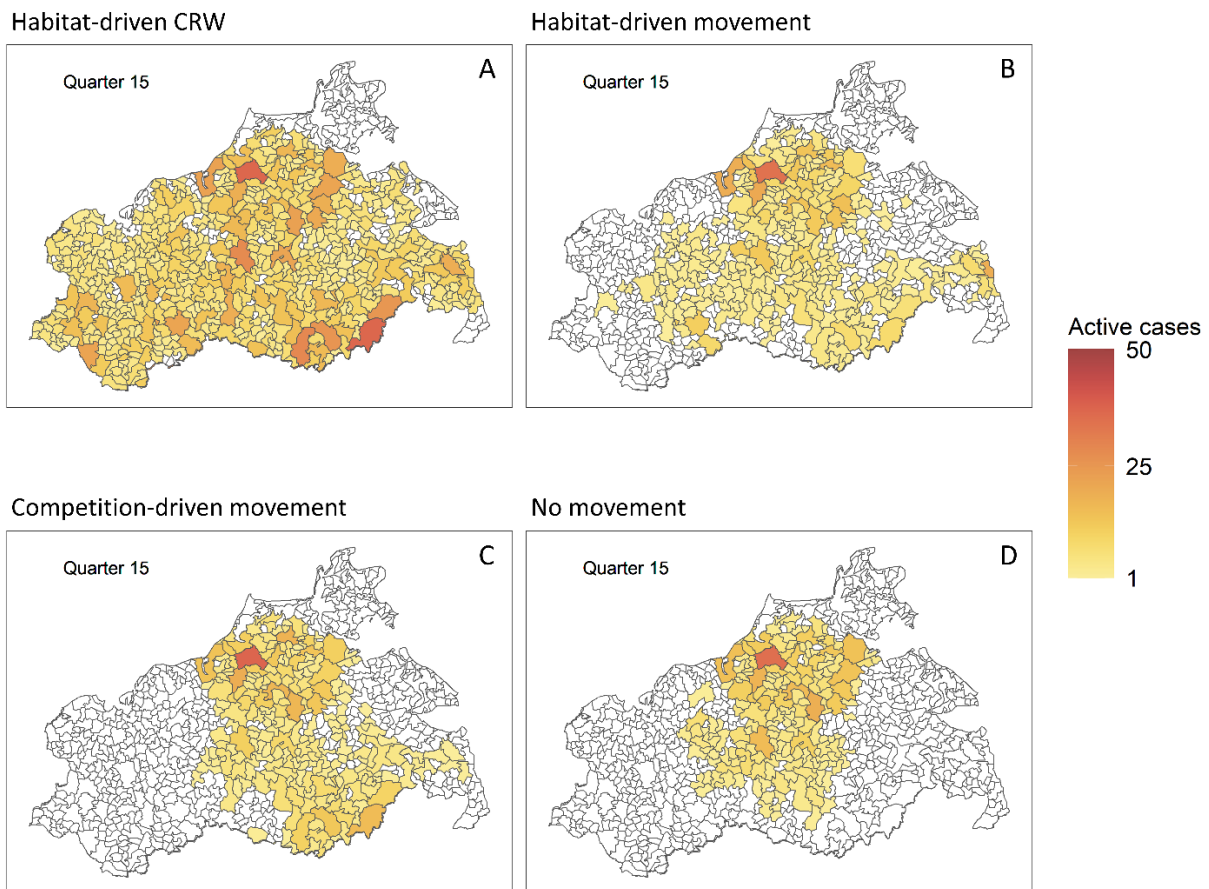 Habitat-driven CRW
Habitat-driven movement
Quarter 15
A
Quarter 15
B
Active cases
50
25
1
Competition-driven movement
No movement
Quarter 15
C
Quarter 15
D